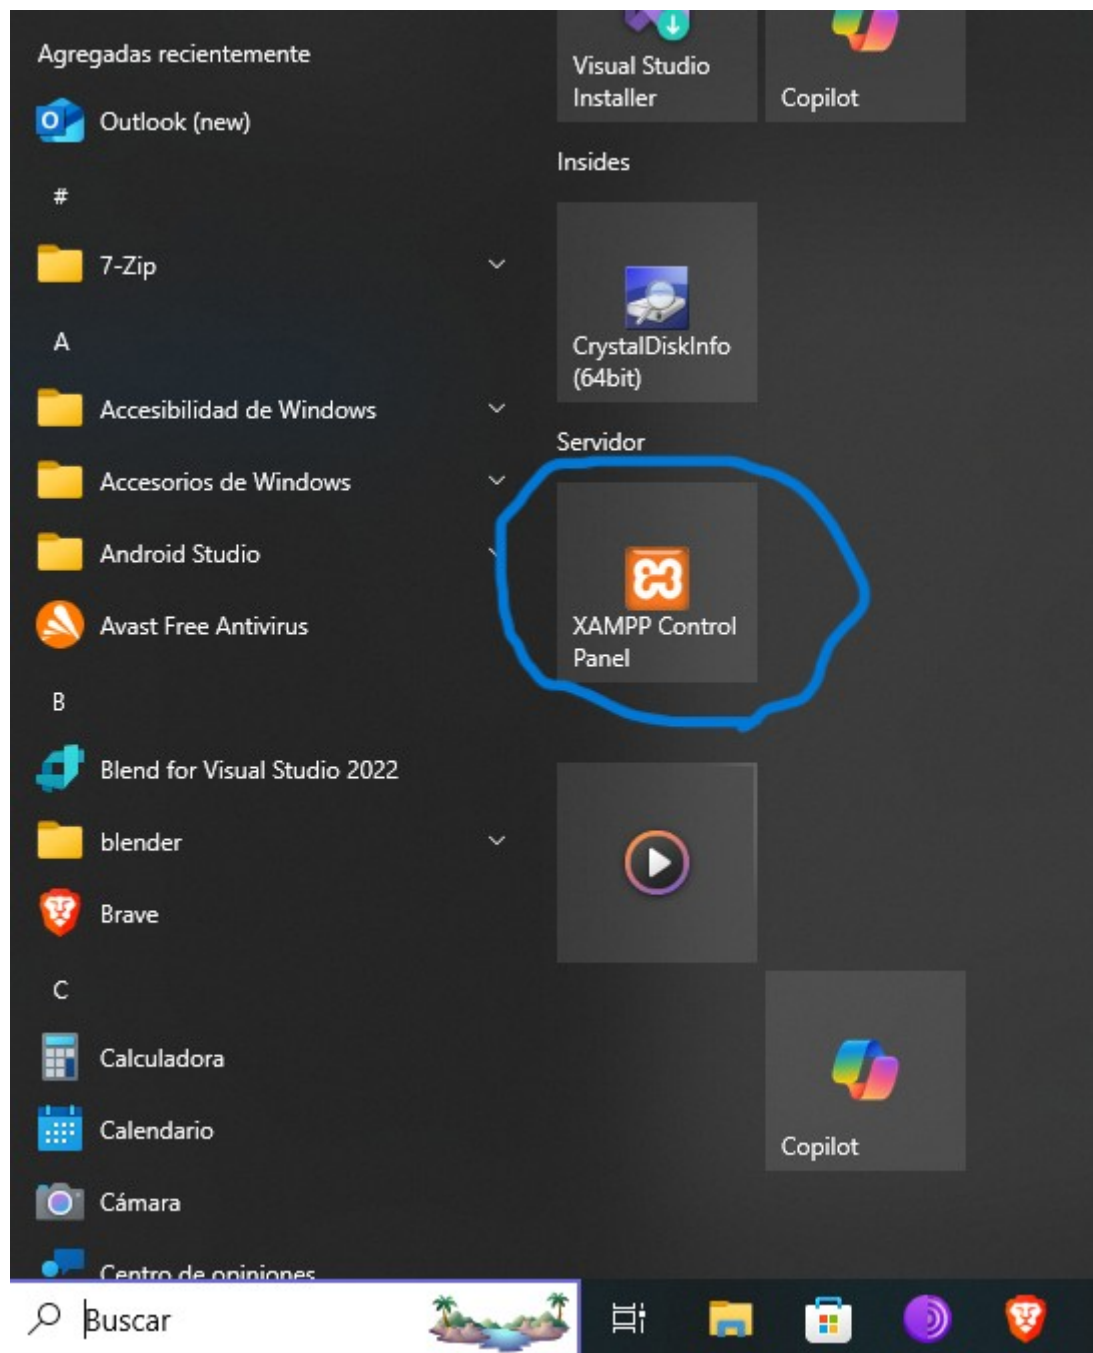 Agregadas recientemente
Outlook (new)
#
7-Zip
A
Accesibilidad de Windows
Accesorios de Windows
Android Studio
Avast Free Antivirus
B
Blend for Visual Studio 2022
blender
Brave
C
Calculadora
Calendario
Cámara
Centro de opiniones
Visual Studio
Installer
Copilot
Insides
CrystalDiskInfo
(64bit)
Servidor
XAMPP Control
Panel
Copilot
Buscar